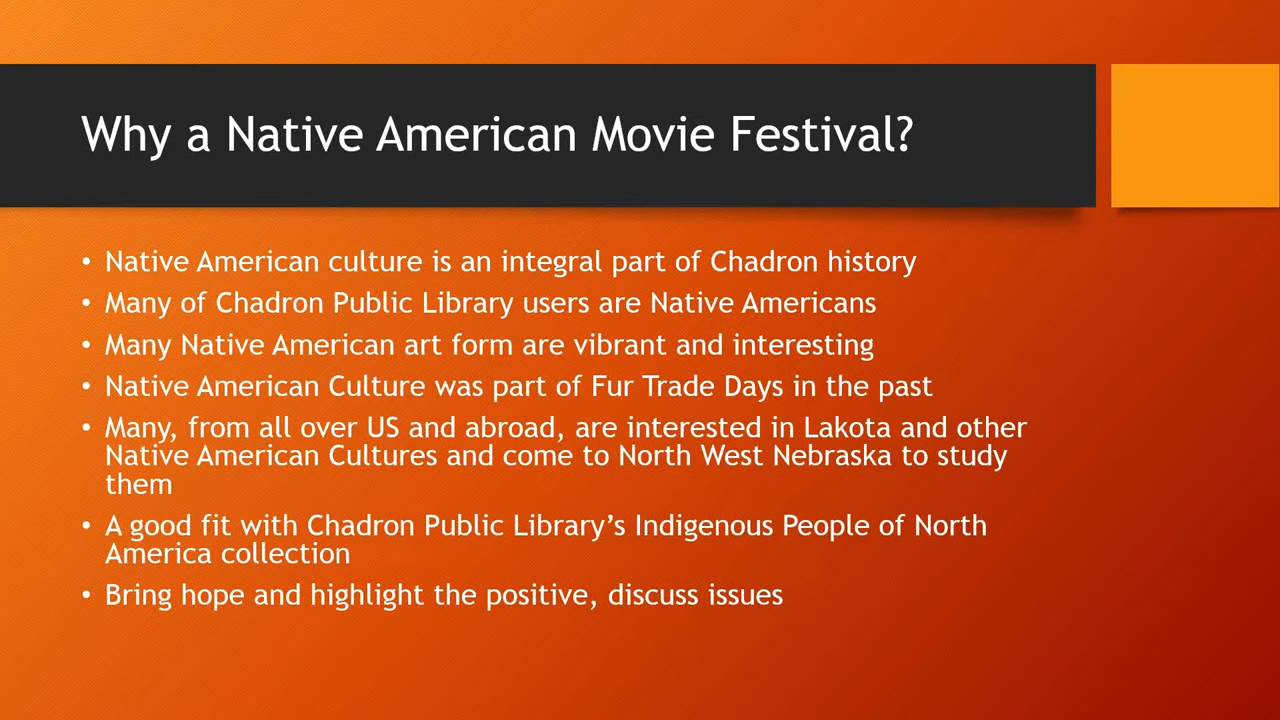 Why a Native American Movie Festival?
• Native American culture is an integral part of Chadron history
• Many of Chadron Public Library users are Native Americans
• Many Native American art form are vibrant and interesting
• Native American Culture was part of Fur Trade Days in the past
• Many, from all over US and abroad, are interested in Lakota and other
Native American Cultures and come to North West Nebraska to study
them
• A good fit with Chadron Public Library’s Indigenous People of North
America collection
• Bring hope and highlight the positive, discuss issues